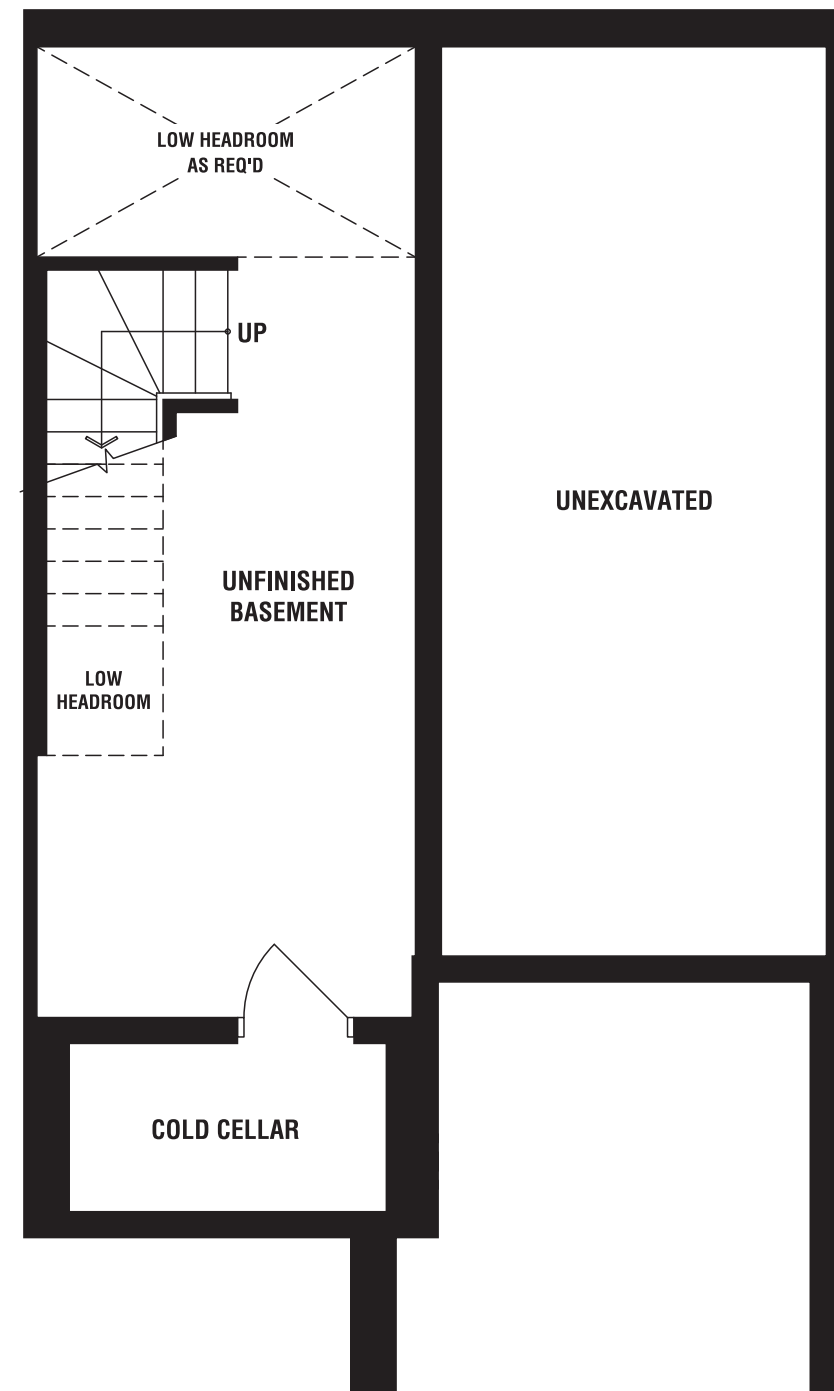 LOW HEADROOM
AS REQ'D
UP
UNEXCAVATED
UNFINISHED
BASEMENT
LOW
HEADROOM
COLD CELLAR